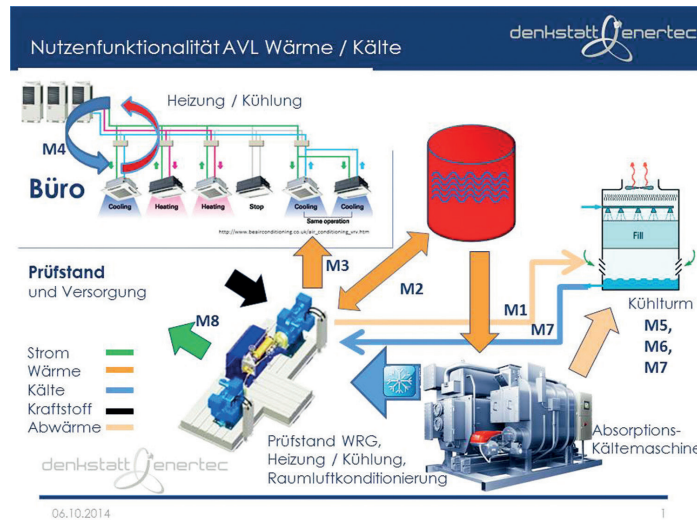 Nutzenfunktionalität AVL Wärme / Kälte
denkstatt enertec
Heizung / Kühlung
M4
Büro
Cooling
Heating
Heating
Stop
Cooling
Cooling
Same operation
http://www.beairconditioning.co.uk/air_conditioning_vrv.htm
M3
M2
M1
M7
Fill
Kühlturm
M5,
M6,
M7
Prüfstand
und Versorgung
M8
Strom
Wärme
Kälte
Kraftstoff
Abwärme
Prüfstand WRG,
Heizung / Kühlung,
Raumluftkonditionierung
Absorptions-
Kältemaschine
denkstatt enertec
06.10.2014
1